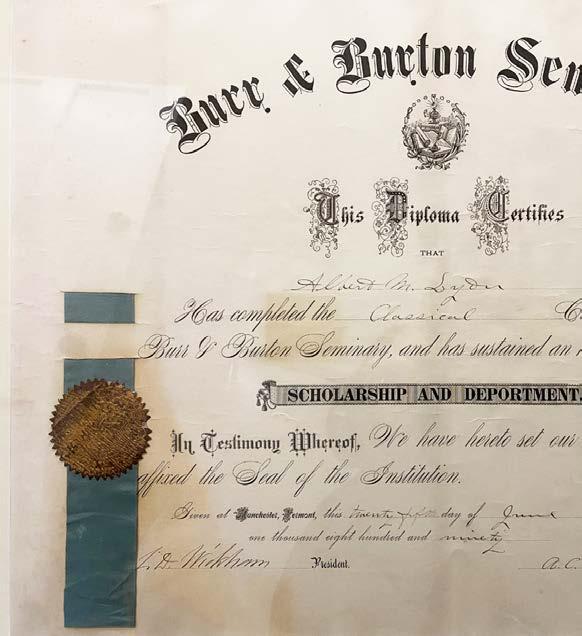 Burr & Burton Sem
This Diploma Certifies
THAT
Albert M. Lyon
Has completed the Classical C
Burr & Burton Seminary, and has sustained an
SCHOLARSHIP AND DEPORTMENT,
In Testimony Whereof, We have hereto set our
affixed the Seal of the Institution.
Given at Manchester, Vermont, this twenty fifth day of June
one thousand eight hundred and ninety
J. D. Wickham President. A. C.